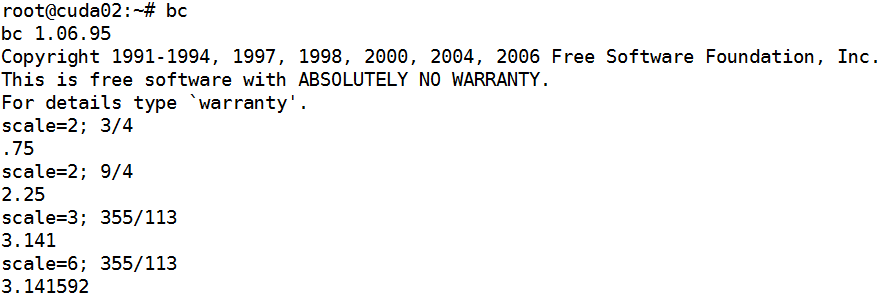 root@cuda02:~# bc
bc 1.06.95
Copyright 1991-1994, 1997, 1998, 2000, 2004, 2006 Free Software Foundation, Inc.
This is free software with ABSOLUTELY NO WARRANTY.
For details type `warranty'.
scale=2; 3/4
.75
scale=2; 9/4
2.25
scale=3; 355/113
3.141
scale=6; 355/113
3.141592